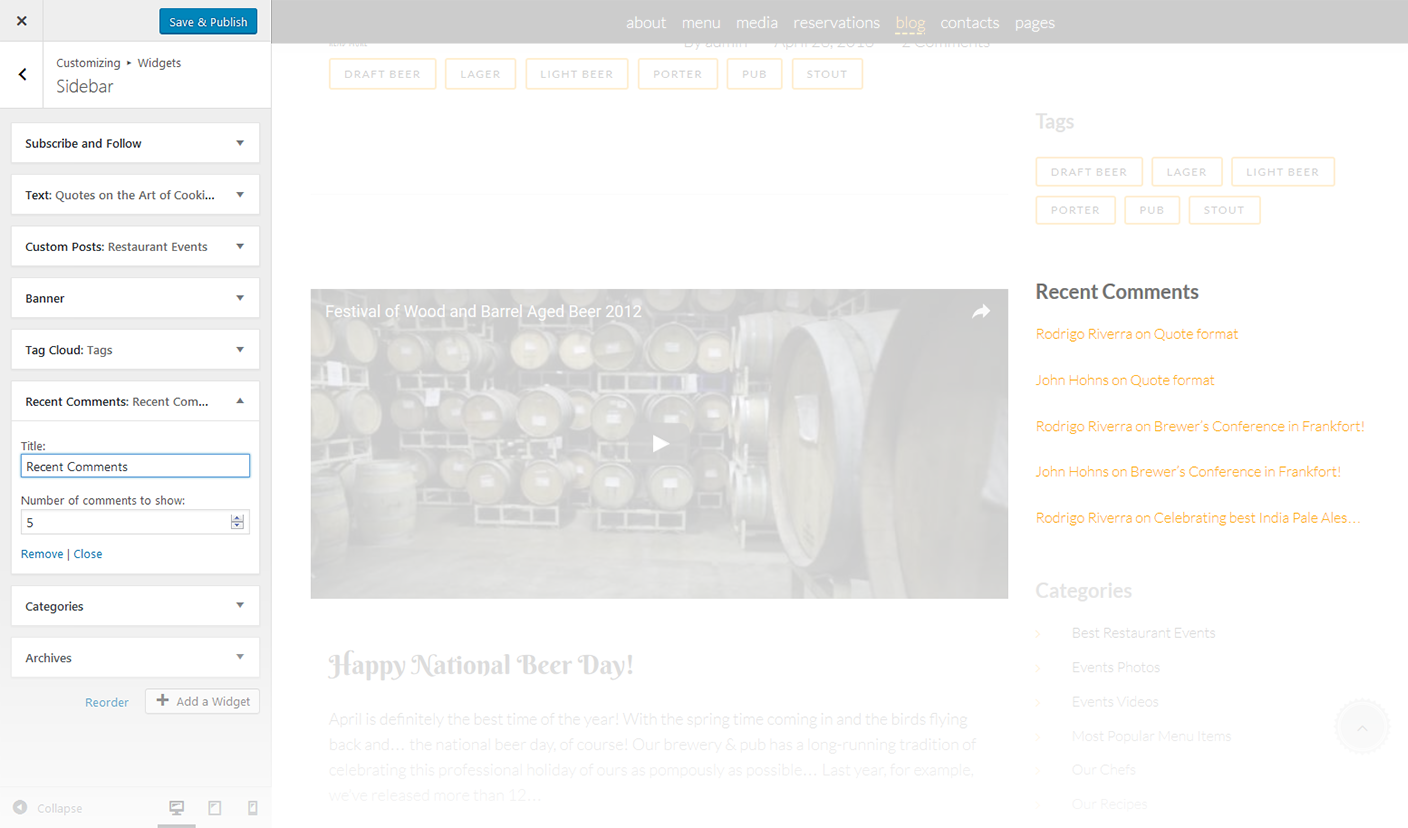 Save & Publish
Customizing ▸ Widgets
Sidebar
Subscribe and Follow
Text: Quotes on the Art of Cooki...
Custom Posts: Restaurant Events
Banner
Tag Cloud: Tags
Recent Comments: Recent Com...
Title:
Recent Comments
Number of comments to show:
5
Remove | Close
Categories
Archives
Reorder
Add a Widget
Collapse
about menu media reservations blog contacts pages
READ MORE
By admin April 26, 2013 2 Comments
DRAFT BEER LAGER LIGHT BEER PORTER PUB STOUT
Festival of Wood and Barrel Aged Beer 2012
Happy National Beer Day!
April is definitely the best time of the year! With the spring time coming in and the birds flying
back and… the national beer day, of course! Our brewery & pub has a long-running tradition of
celebrating this professional holiday of ours as pompously as possible… Last year, for example,
we've released more than 12…
Tags
DRAFT BEER LAGER LIGHT BEER
PORTER PUB STOUT
Recent Comments
Rodrigo Riverra on Quote format
John Hohns on Quote format
Rodrigo Riverra on Brewer's Conference in Frankfort!
John Hohns on Brewer's Conference in Frankfort!
Rodrigo Riverra on Celebrating best India Pale Ales…
Categories
Best Restaurant Events
Events Photos
Events Videos
Most Popular Menu Items
Our Chefs
Our Recipes